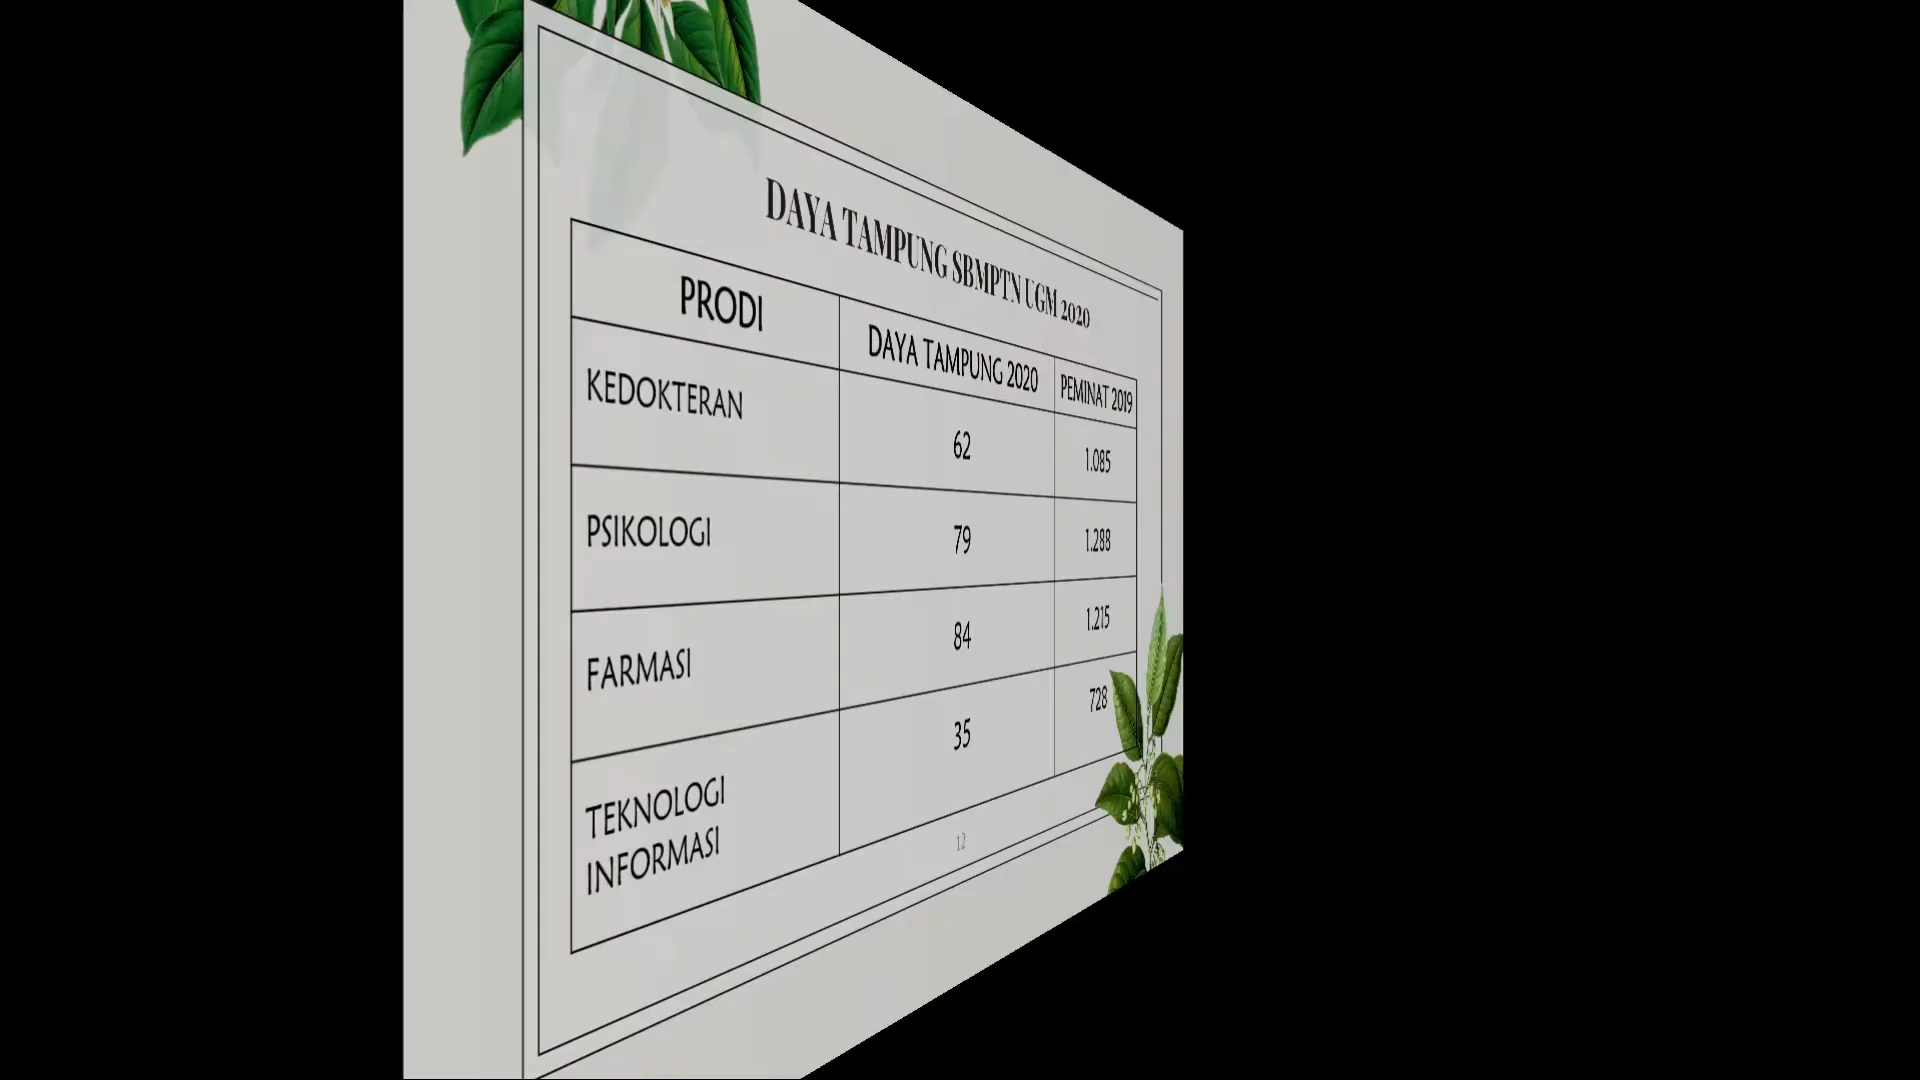 DAYA TAMPUNG SBMPTN UGM 2020
PRODI DAYA TAMPUNG 2020 PEMINAT 2019
KEDOKTERAN 62 1.085
PSIKOLOGI 79 1.288
FARMASI 84 1.215
TEKNOLOGI 35 728
INFORMASI
12